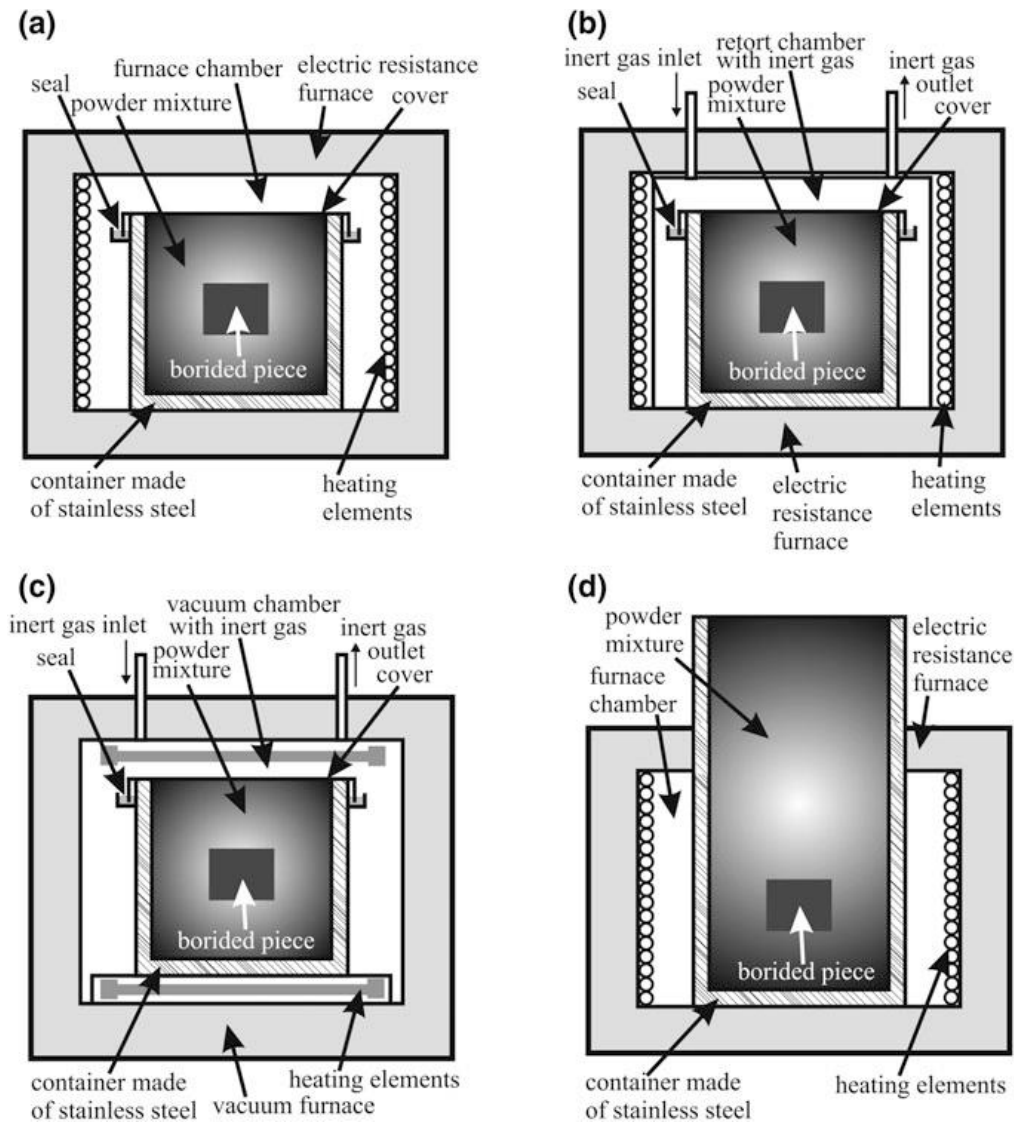 (a)
furnace chamber
electric resistance
furnace
seal
powder mixture
cover
borided piece
container made
of stainless steel
heating
elements
(b)
inert gas inlet
retort chamber
with inert gas
inert gas
outlet
seal
powder
mixture
cover
borided piece
container made
of stainless steel
electric
resistance
furnace
heating
elements
(c)
inert gas inlet
vacuum chamber
with inert gas
inert gas
outlet
seal
powder
mixture
cover
borided piece
container made
of stainless steel
vacuum furnace
heating elements
(d)
powder
mixture
furnace
chamber
electric
resistance
furnace
borided piece
container made
of stainless steel
heating elements